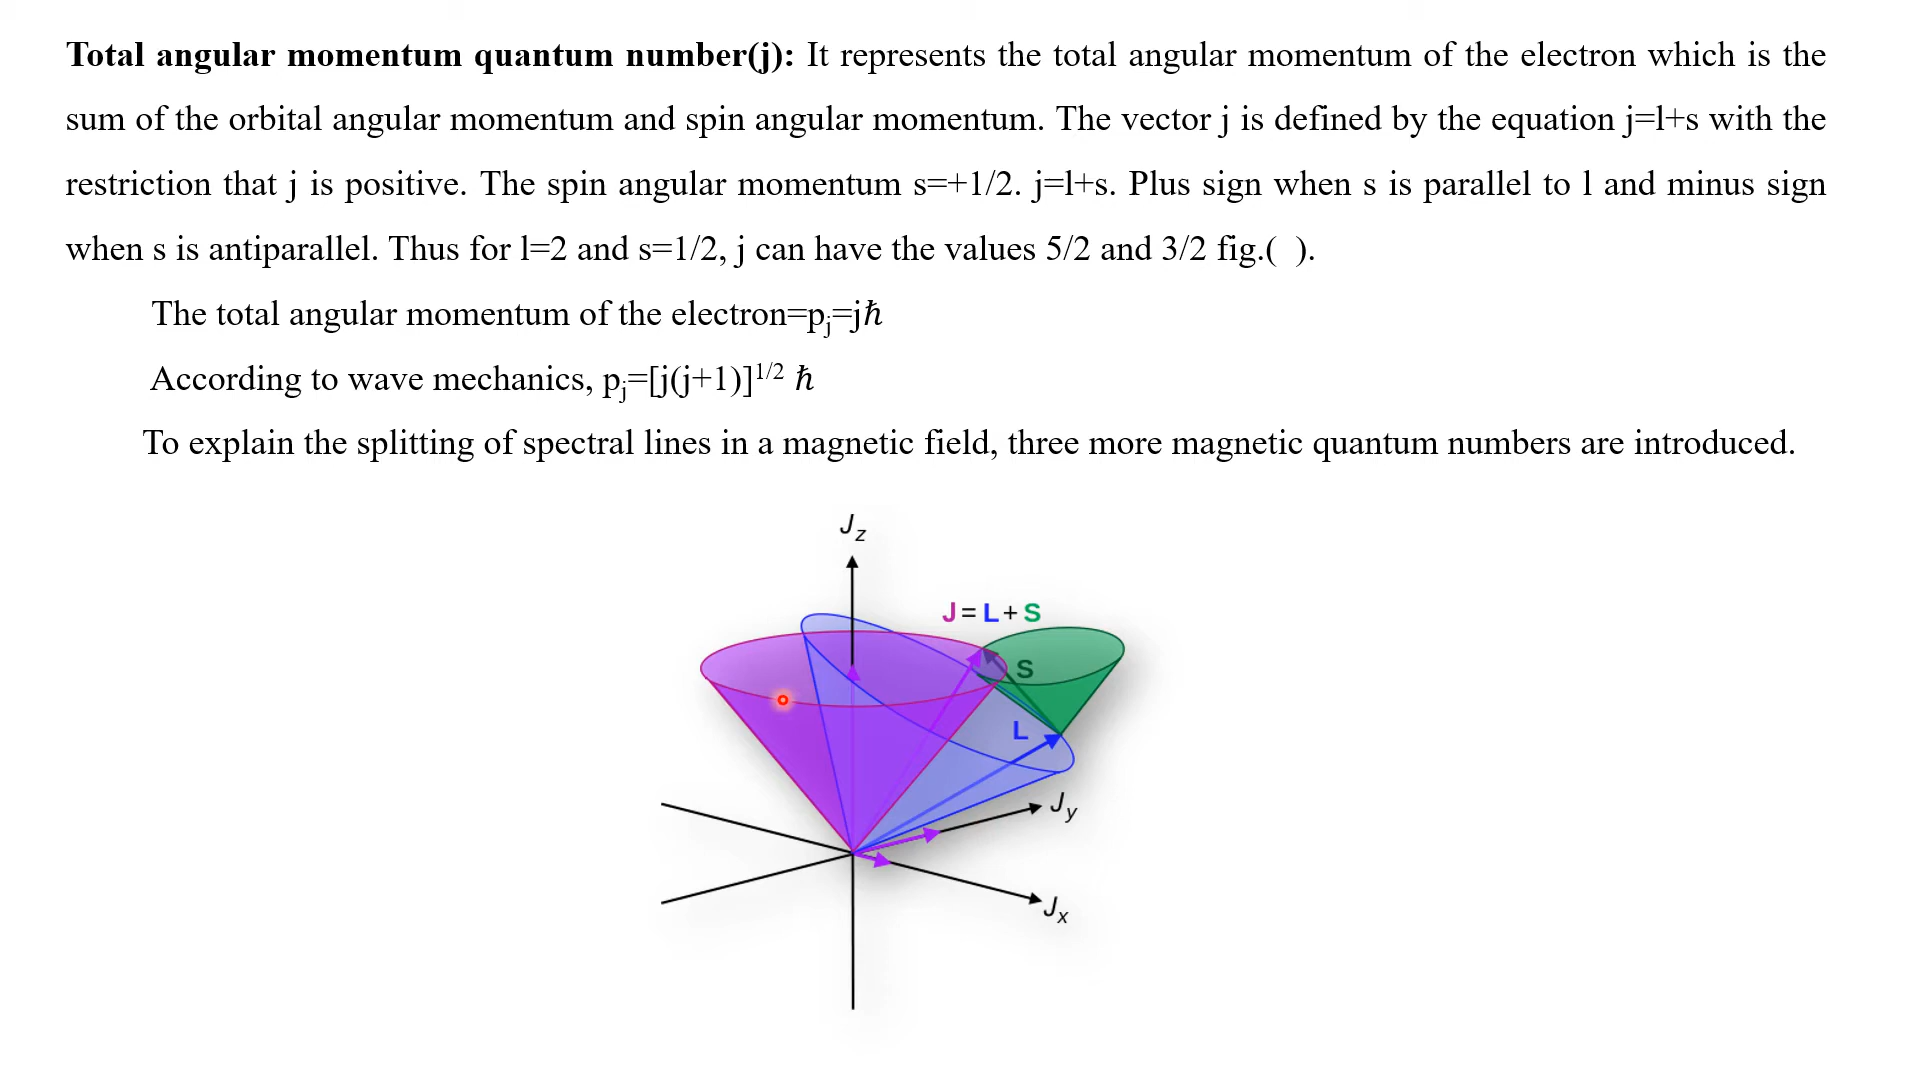 Total angular momentum quantum number(j): It represents the total angular momentum of the electron which is the
sum of the orbital angular momentum and spin angular momentum. The vector j is defined by the equation j=l+s with the
restriction that j is positive. The spin angular momentum s=+1/2. j=l+s. Plus sign when s is parallel to l and minus sign
when s is antiparallel. Thus for l=2 and s=1/2, j can have the values 5/2 and 3/2 fig.(  ).
The total angular momentum of the electron=pⱼ=jℏ
According to wave mechanics, pⱼ=[j(j+1)]¹ᐟ² ℏ
To explain the splitting of spectral lines in a magnetic field, three more magnetic quantum numbers are introduced.
J_z
J = L + S
S
L
J_y
J_x